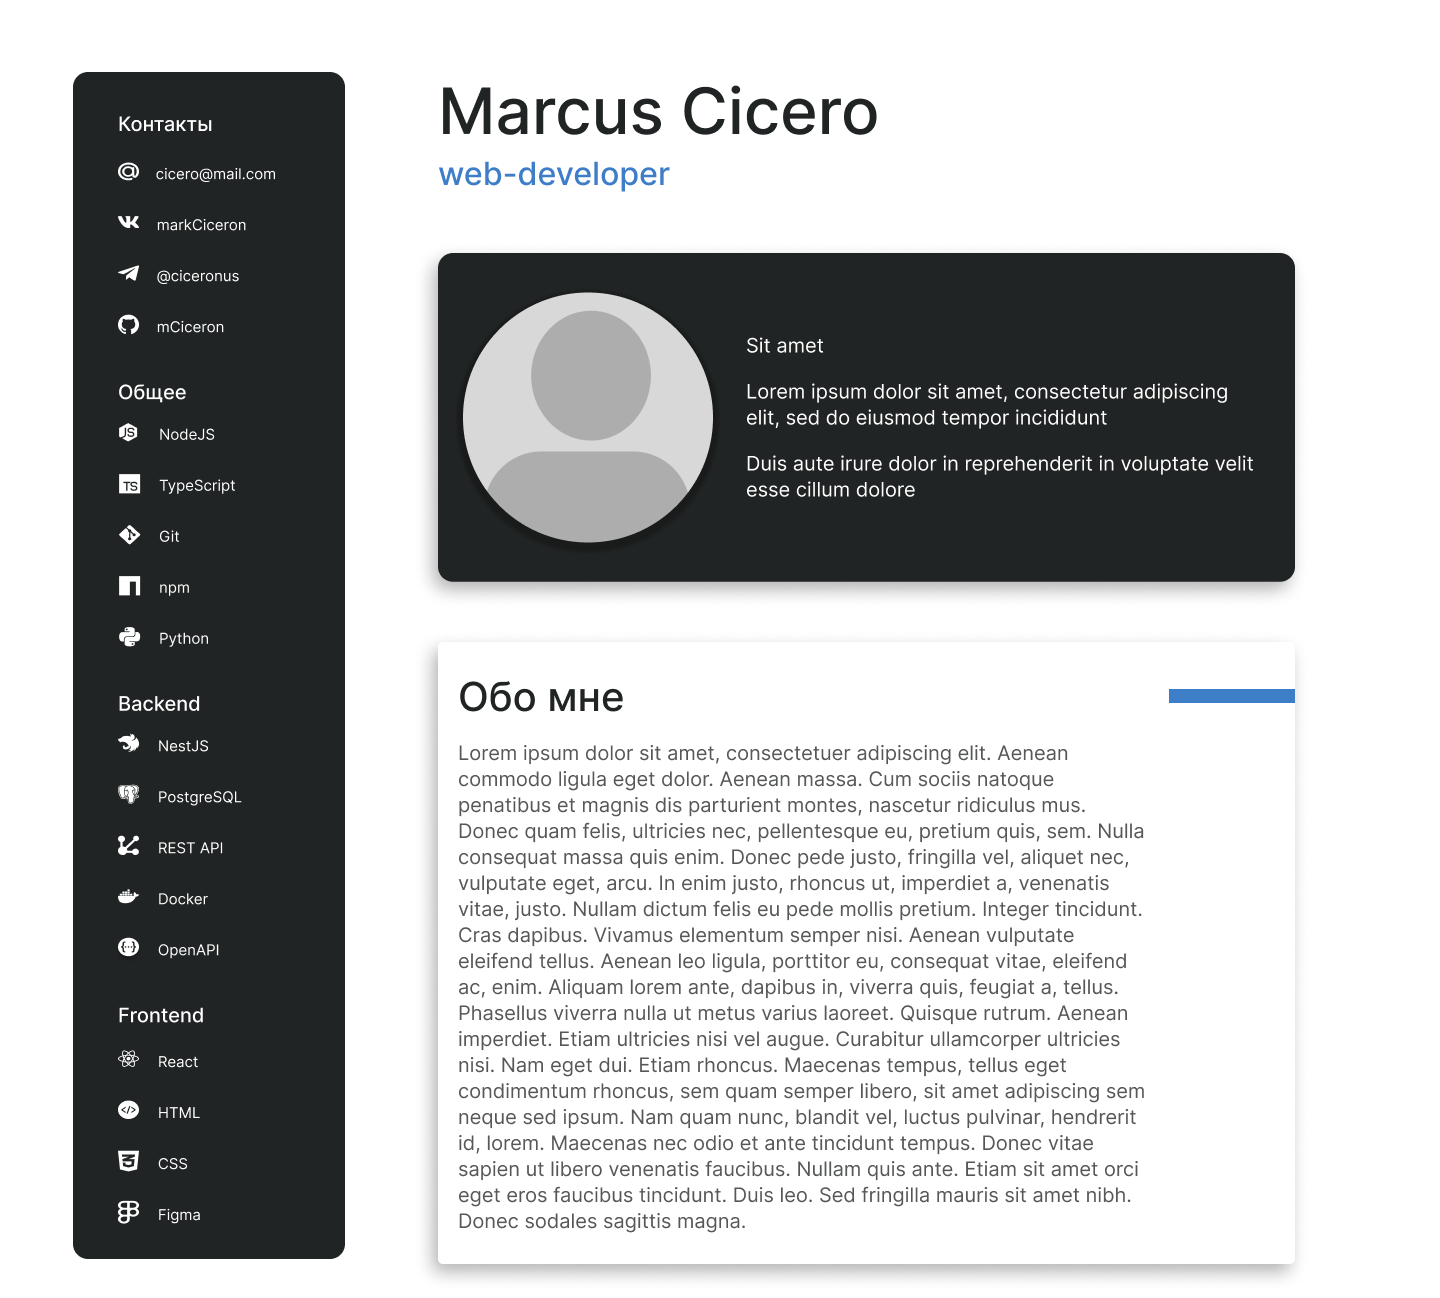 Контакты
cicero@mail.com
markCiceron
@ciceronus
mCiceron
Общее
NodeJS
TypeScript
Git
npm
Python
Backend
NestJS
PostgreSQL
REST API
Docker
OpenAPI
Frontend
React
HTML
CSS
Figma
Marcus Cicero
web-developer
Sit amet
Lorem ipsum dolor sit amet, consectetur adipiscing
elit, sed do eiusmod tempor incididunt
Duis aute irure dolor in reprehenderit in voluptate velit
esse cillum dolore
Обо мне
Lorem ipsum dolor sit amet, consectetuer adipiscing elit. Aenean
commodo ligula eget dolor. Aenean massa. Cum sociis natoque
penatibus et magnis dis parturient montes, nascetur ridiculus mus.
Donec quam felis, ultricies nec, pellentesque eu, pretium quis, sem. Nulla
consequat massa quis enim. Donec pede justo, fringilla vel, aliquet nec,
vulputate eget, arcu. In enim justo, rhoncus ut, imperdiet a, venenatis
vitae, justo. Nullam dictum felis eu pede mollis pretium. Integer tincidunt.
Cras dapibus. Vivamus elementum semper nisi. Aenean vulputate
eleifend tellus. Aenean leo ligula, porttitor eu, consequat vitae, eleifend
ac, enim. Aliquam lorem ante, dapibus in, viverra quis, feugiat a, tellus.
Phasellus viverra nulla ut metus varius laoreet. Quisque rutrum. Aenean
imperdiet. Etiam ultricies nisi vel augue. Curabitur ullamcorper ultricies
nisi. Nam eget dui. Etiam rhoncus. Maecenas tempus, tellus eget
condimentum rhoncus, sem quam semper libero, sit amet adipiscing sem
neque sed ipsum. Nam quam nunc, blandit vel, luctus pulvinar, hendrerit
id, lorem. Maecenas nec odio et ante tincidunt tempus. Donec vitae
sapien ut libero venenatis faucibus. Nullam quis ante. Etiam sit amet orci
eget eros faucibus tincidunt. Duis leo. Sed fringilla mauris sit amet nibh.
Donec sodales sagittis magna.